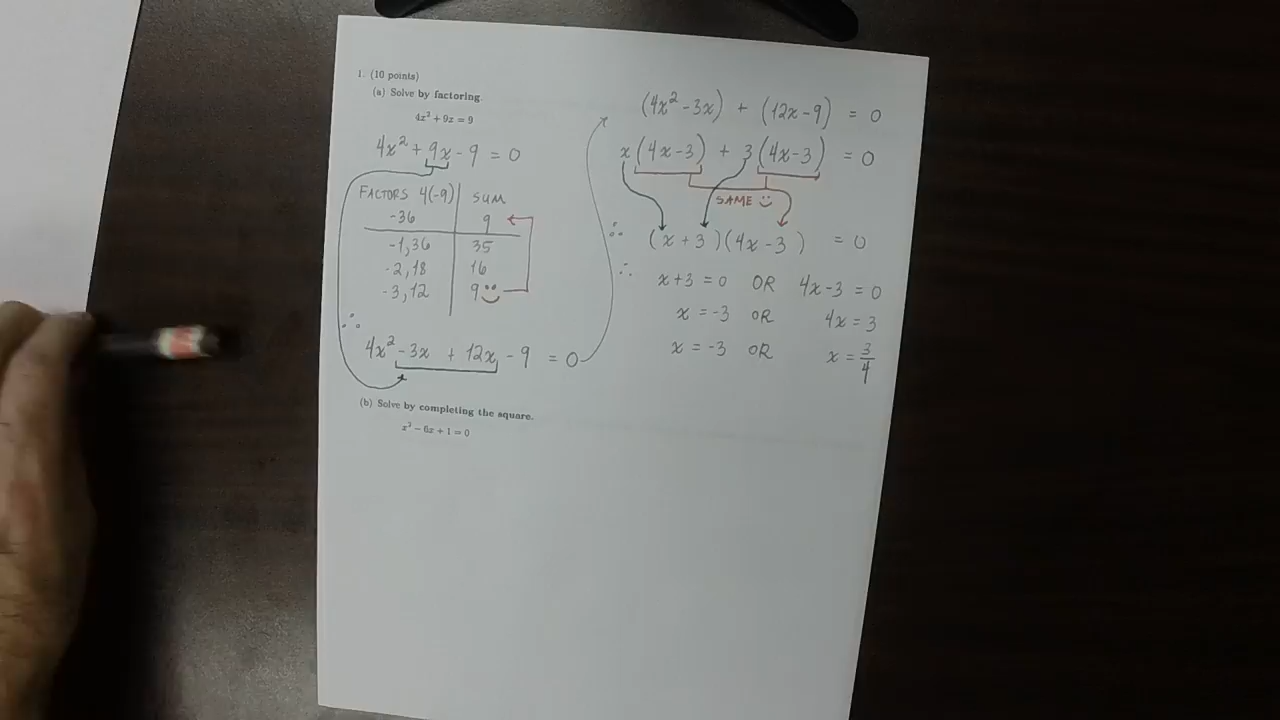 1. (10 points)
(a) Solve by factoring.
4x² + 9x = 9
4x² + 9x - 9 = 0
FACTORS 4(-9) | SUM
-36 | 9
-1, 36 | 35
-2, 18 | 16
-3, 12 | 9
∴
4x² - 3x + 12x - 9 = 0
(4x² - 3x) + (12x - 9) = 0
x(4x - 3) + 3(4x - 3) = 0
SAME
∴ (x + 3)(4x - 3) = 0
∴ x + 3 = 0 OR 4x - 3 = 0
x = -3 OR 4x = 3
x = -3 OR x = 3/4
(b) Solve by completing the square.
x² - 6x + 1 = 0